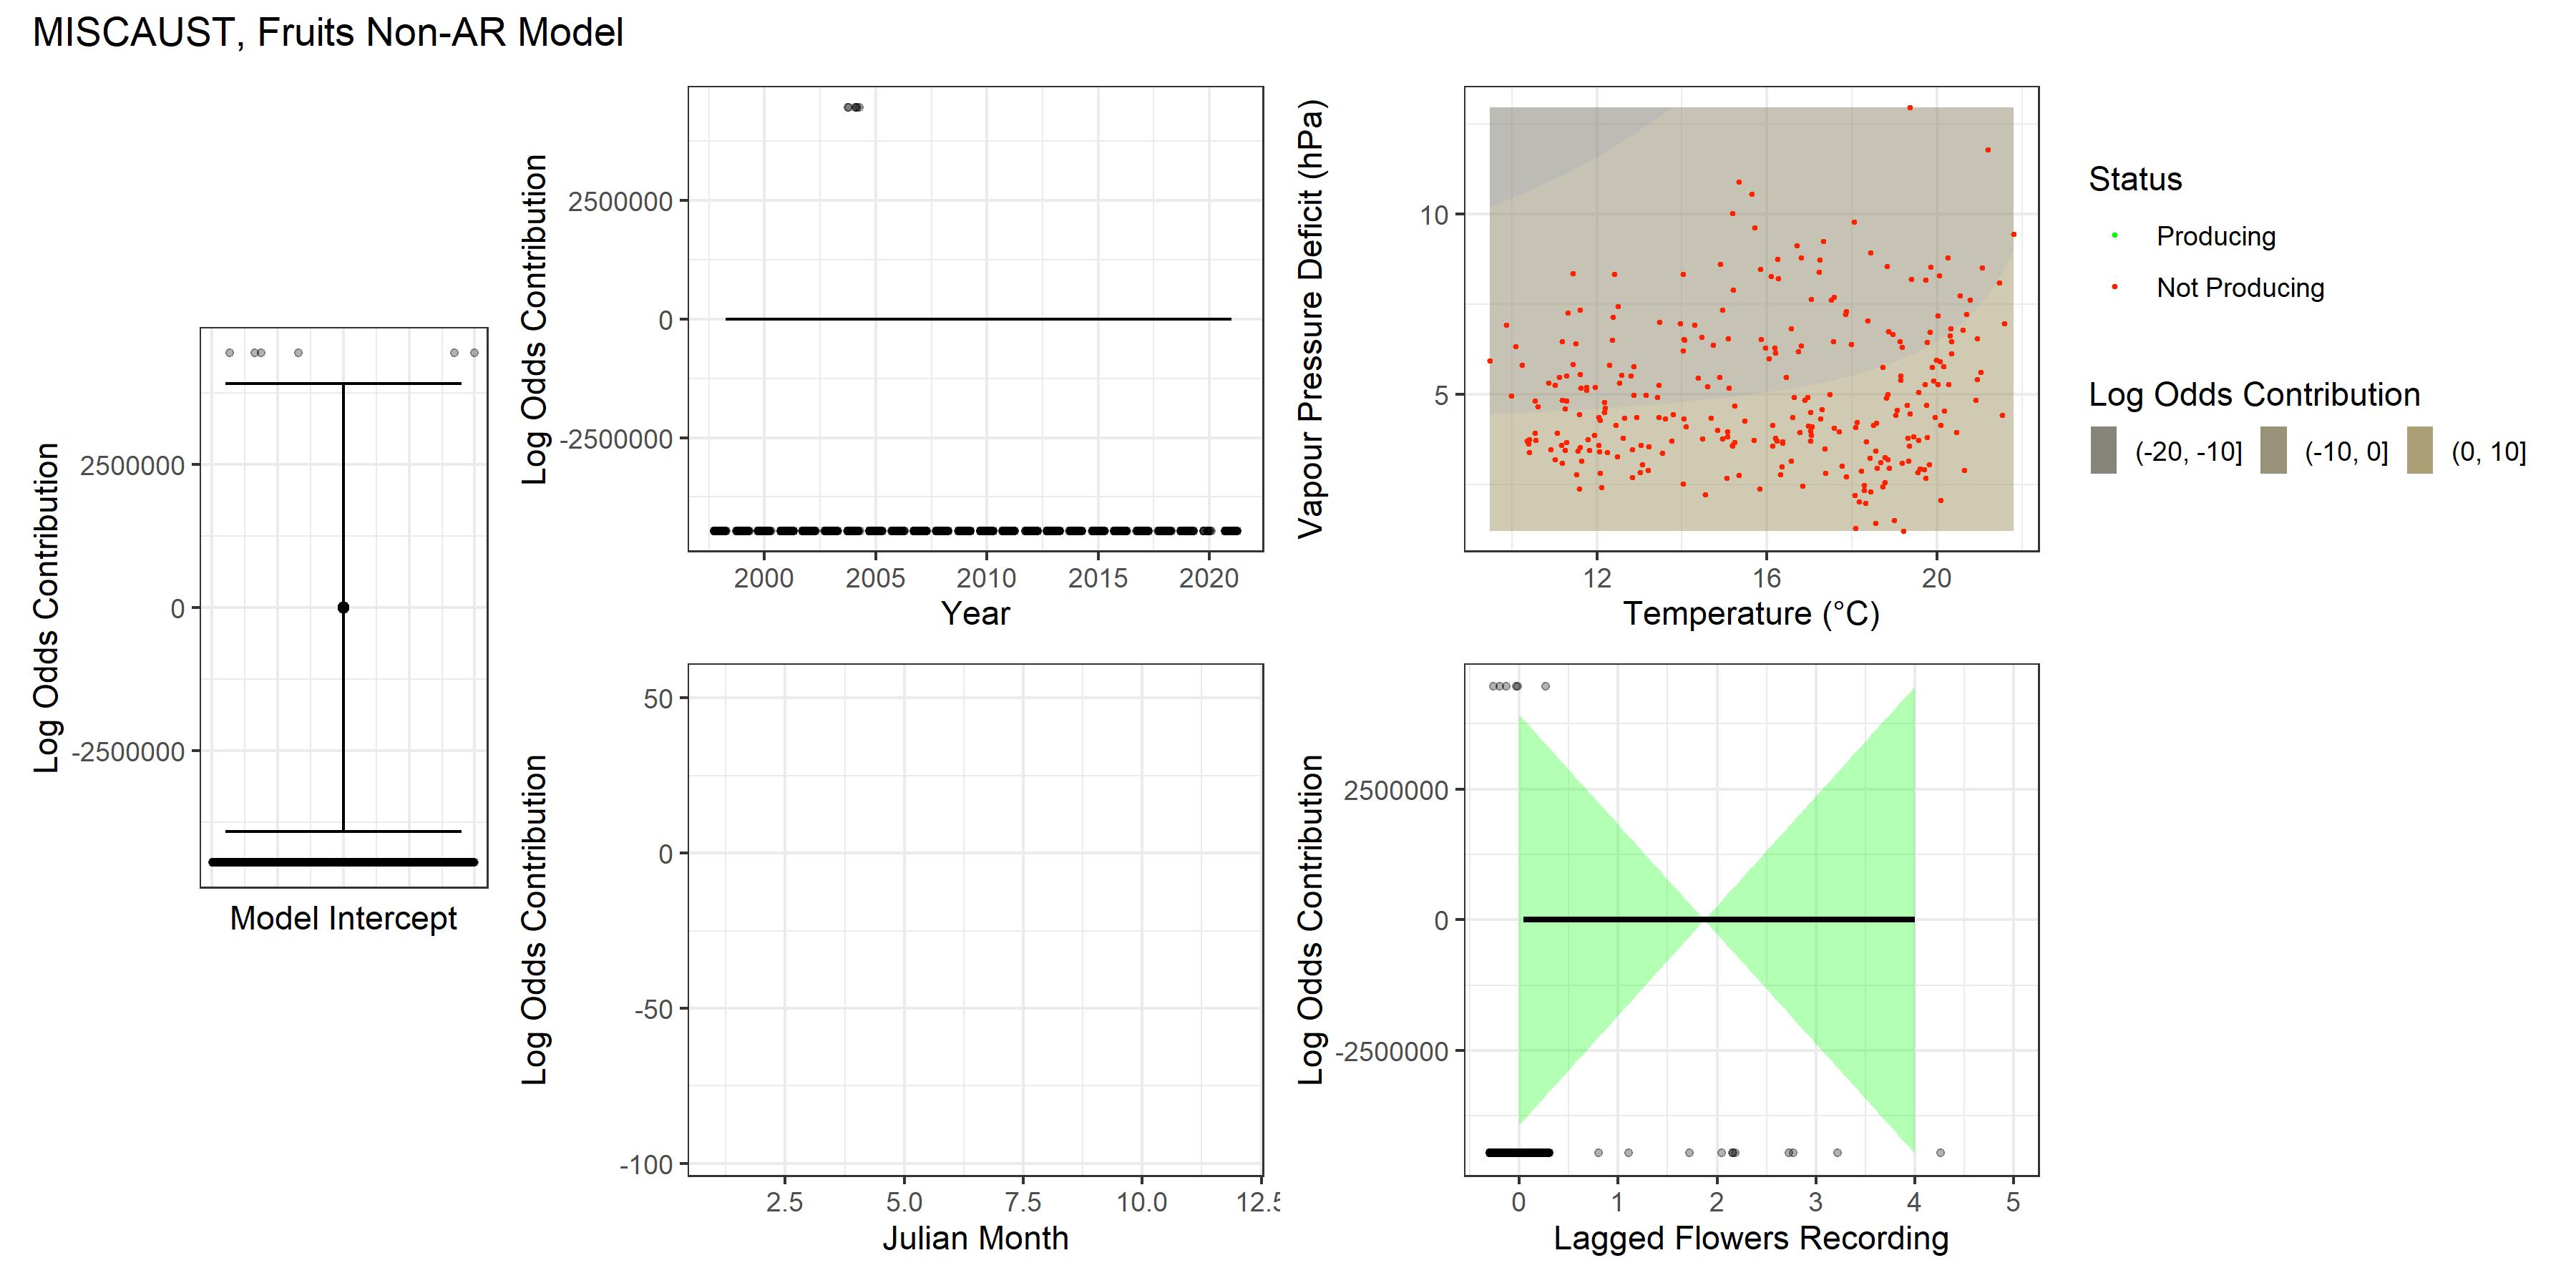 MISCAUST, Fruits Non-AR Model
Log Odds Contribution
2500000
0
-2500000
Model Intercept
Log Odds Contribution
2500000
0
-2500000
2000 2005 2010 2015 2020
Year
Vapour Pressure Deficit (hPa)
10
5
12 16 20
Temperature (°C)
Status
Producing
Not Producing
Log Odds Contribution
(-20, -10] (-10, 0] (0, 10]
Log Odds Contribution
50
0
-50
-100
2.5 5.0 7.5 10.0 12.5
Julian Month
Log Odds Contribution
2500000
0
-2500000
0 1 2 3 4 5
Lagged Flowers Recording